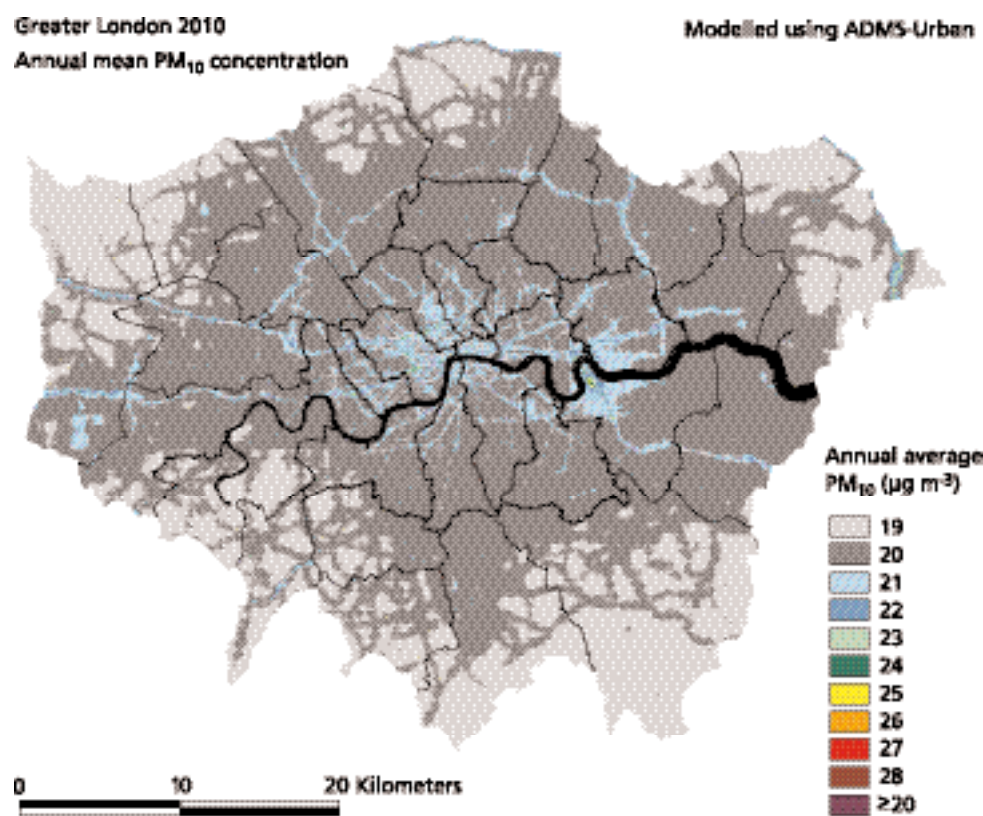 Greater London 2010
Annual mean PM₁₀ concentration
Modelled using ADMS-Urban
Annual average
PM₁₀ (µg m⁻³)
19
20
21
22
23
24
25
26
27
28
≥20
0 10 20 Kilometers